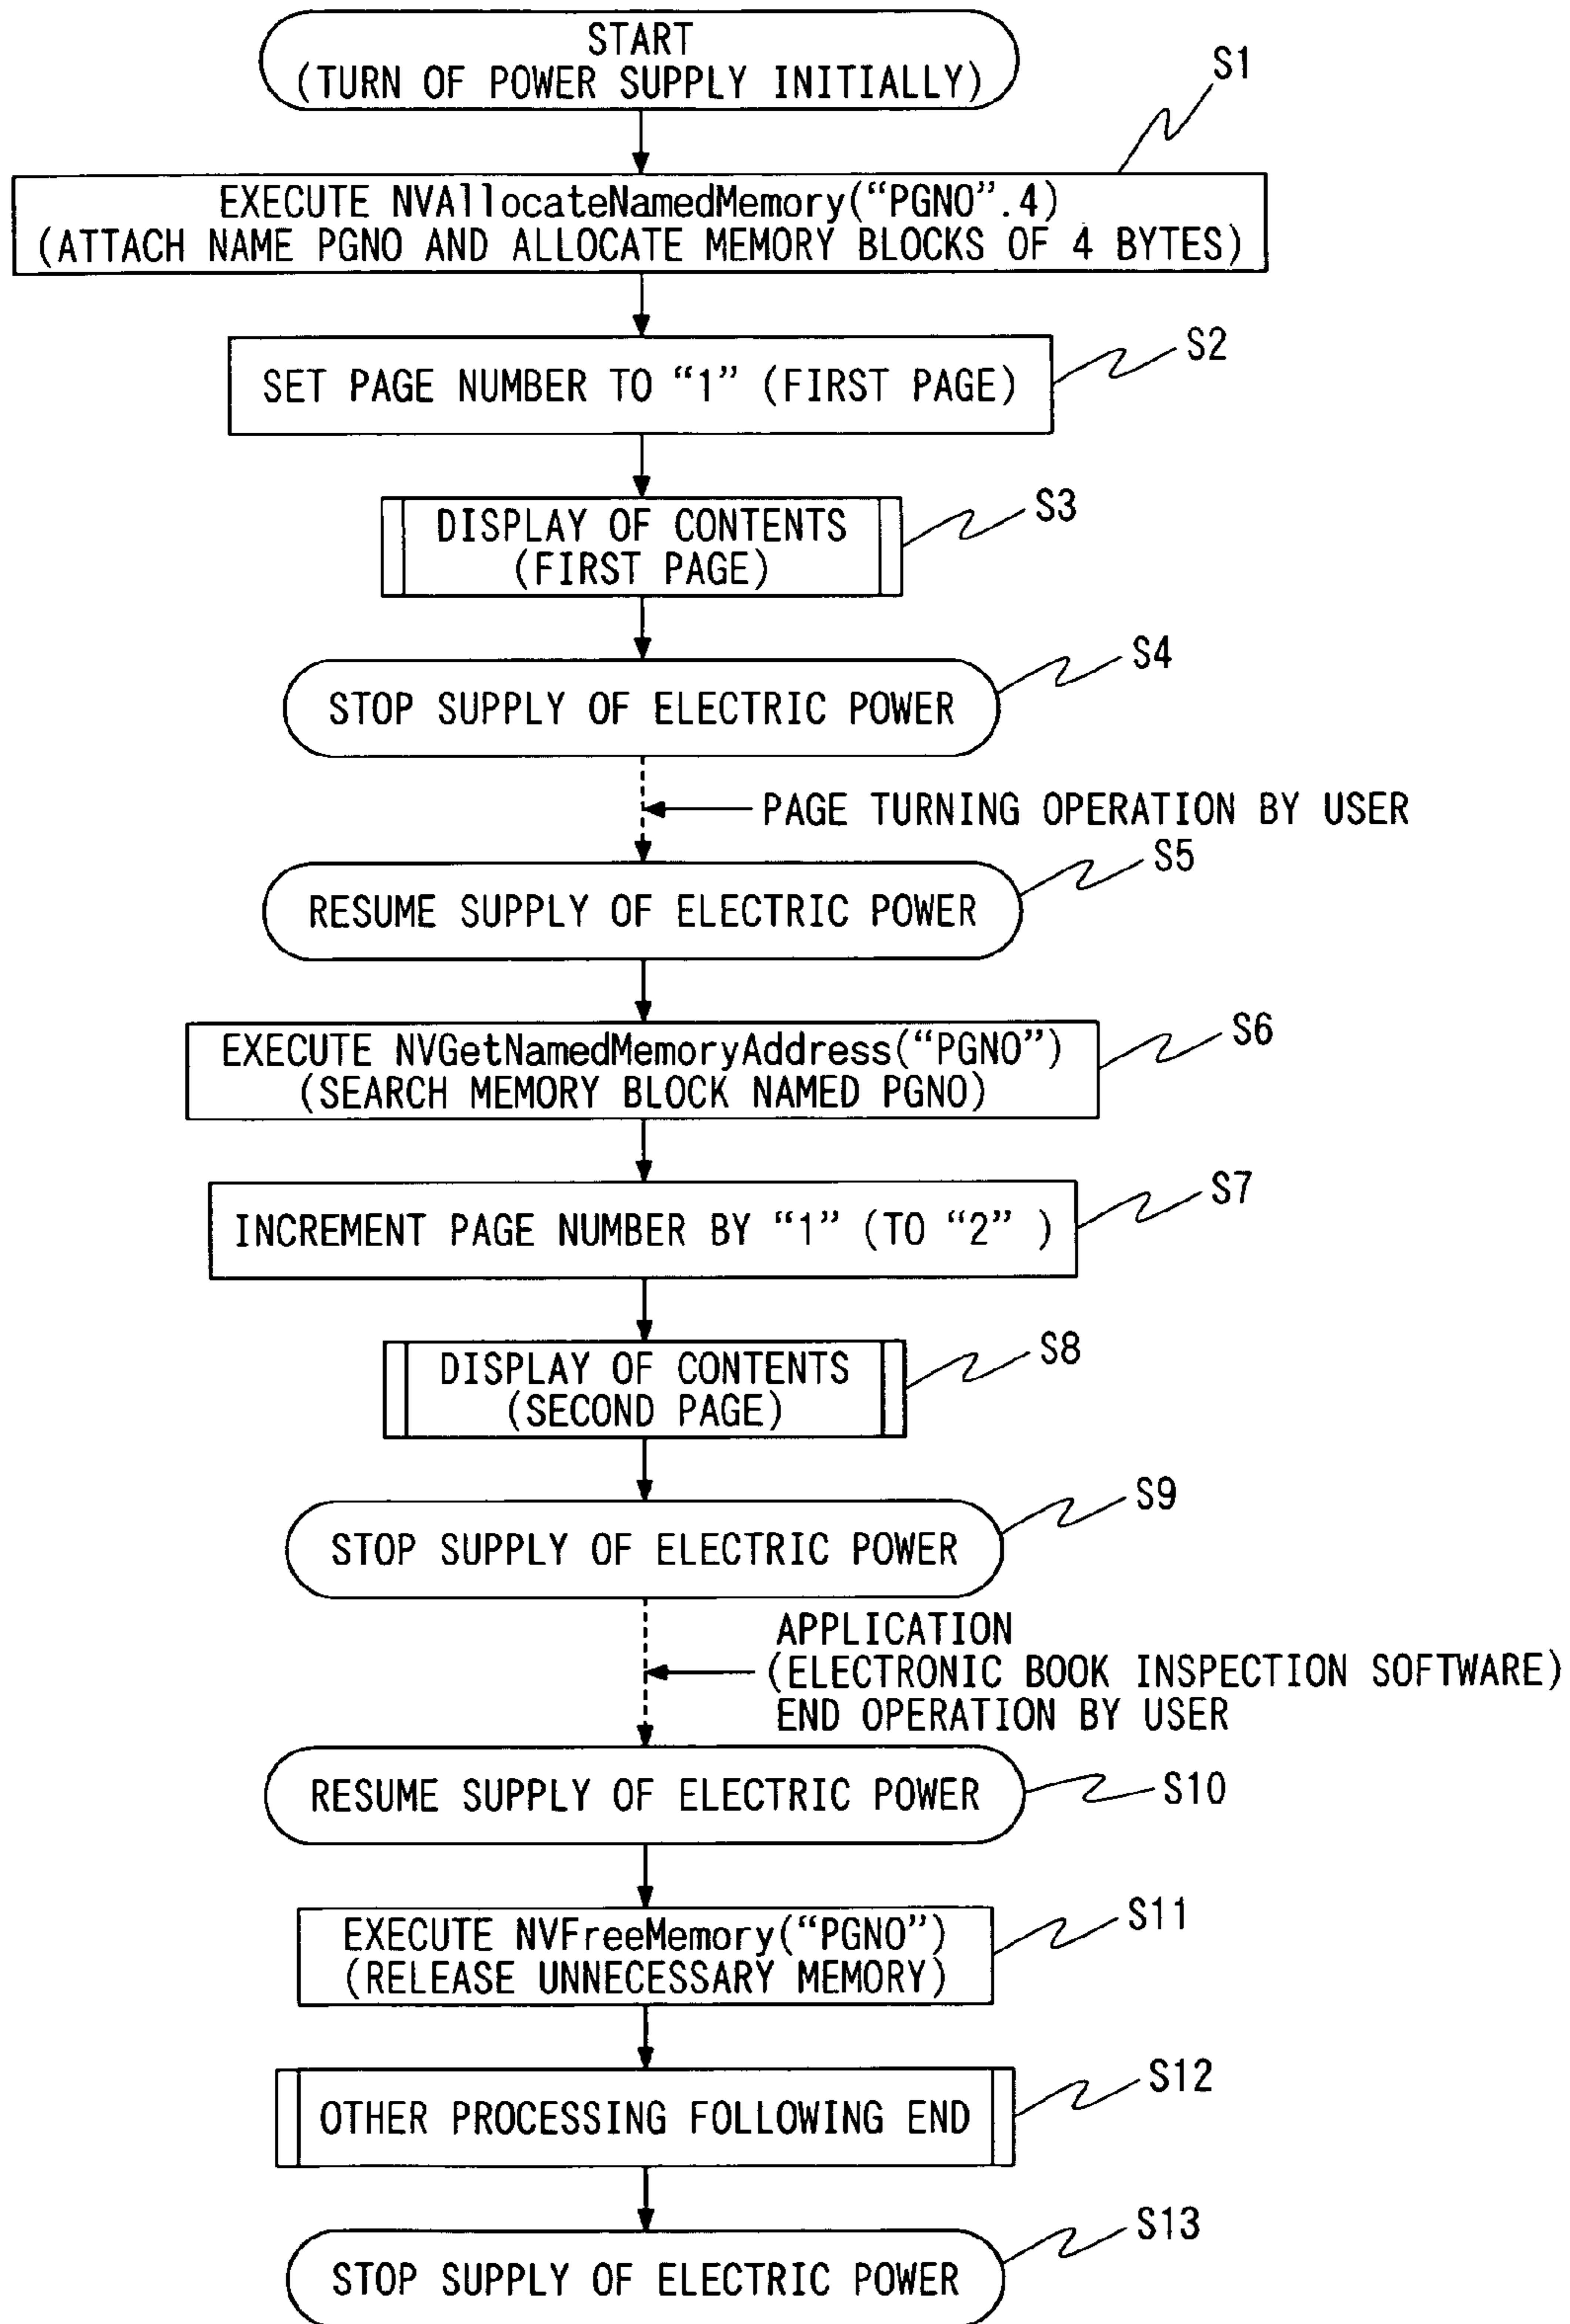 START
(TURN OF POWER SUPPLY INITIALLY)
S1
EXECUTE NVAllocateNamedMemory(“PGNO”.4)
(ATTACH NAME PGNO AND ALLOCATE MEMORY BLOCKS OF 4 BYTES)
S2
SET PAGE NUMBER TO “1” (FIRST PAGE)
S3
DISPLAY OF CONTENTS
(FIRST PAGE)
S4
STOP SUPPLY OF ELECTRIC POWER
PAGE TURNING OPERATION BY USER
S5
RESUME SUPPLY OF ELECTRIC POWER
S6
EXECUTE NVGetNamedMemoryAddress(“PGNO”)
(SEARCH MEMORY BLOCK NAMED PGNO)
S7
INCREMENT PAGE NUMBER BY “1” (TO “2” )
S8
DISPLAY OF CONTENTS
(SECOND PAGE)
S9
STOP SUPPLY OF ELECTRIC POWER
APPLICATION
(ELECTRONIC BOOK INSPECTION SOFTWARE)
END OPERATION BY USER
RESUME SUPPLY OF ELECTRIC POWER
S10
S11
EXECUTE NVFreeMemory(“PGNO”)
(RELEASE UNNECESSARY MEMORY)
S12
OTHER PROCESSING FOLLOWING END
S13
STOP SUPPLY OF ELECTRIC POWER